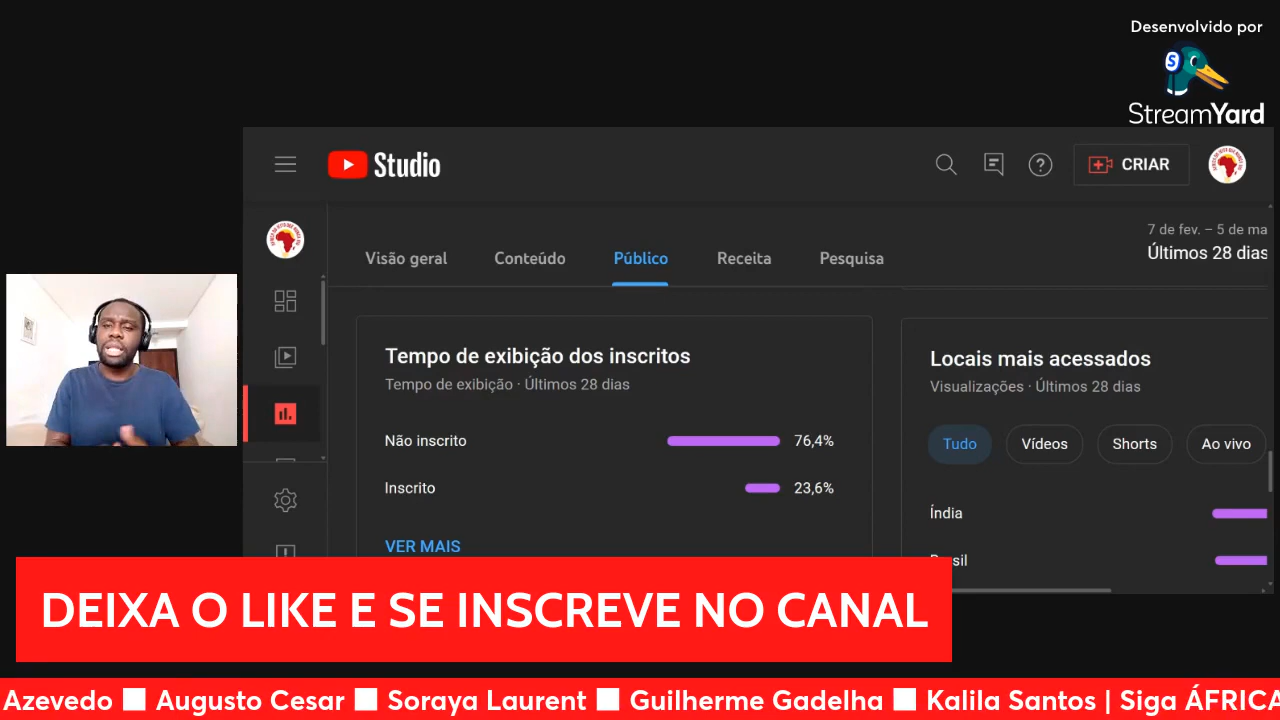 Desenvolvido por
StreamYard
Studio
CRIAR
7 de fev. – 5 de ma
Últimos 28 dias
Visão geral
Conteúdo
Público
Receita
Pesquisa
Tempo de exibição dos inscritos
Tempo de exibição · Últimos 28 dias
Não inscrito 76,4%
Inscrito 23,6%
VER MAIS
Locais mais acessados
Visualizações · Últimos 28 dias
Tudo
Vídeos
Shorts
Ao vivo
Índia
sil
DEIXA O LIKE E SE INSCREVE NO CANAL
Azevedo ■ Augusto Cesar ■ Soraya Laurent ■ Guilherme Gadelha ■ Kalila Santos | Siga ÁFRICA